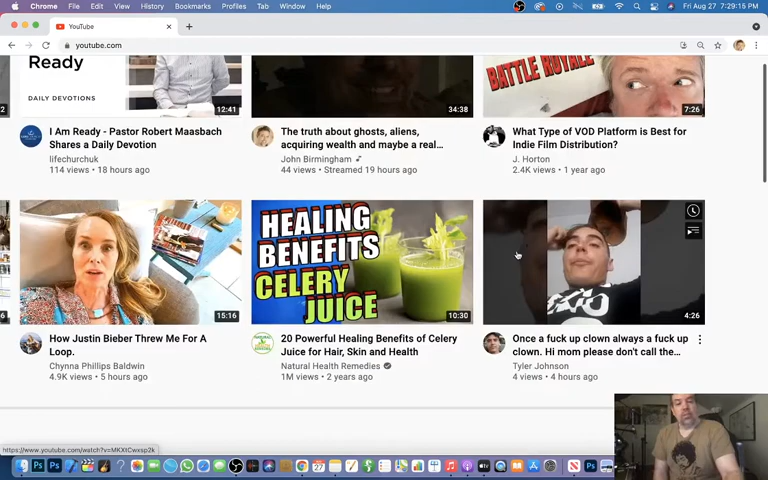 Chrome File Edit View History Bookmarks Profiles Tab Window Help Fri Aug 27 7:29:15 PM
YouTube
youtube.com
Ready
DAILY DEVOTIONS
12:41
34:38
BATTLE ROYALE
7:26
I Am Ready - Pastor Robert Maasbach
Shares a Daily Devotion
lifechurchuk
114 views • 18 hours ago
The truth about ghosts, aliens,
acquiring wealth and maybe a real...
John Birmingham
44 views • Streamed 19 hours ago
What Type of VOD Platform is Best for
Indie Film Distribution?
J. Horton
2.4K views • 1 year ago
15:16
HEALING
BENEFITS
CELERY
JUICE
10:30
4:26
How Justin Bieber Threw Me For A
Loop.
Chynna Phillips Baldwin
4.9K views • 5 hours ago
20 Powerful Healing Benefits of Celery
Juice for Hair, Skin and Health
Natural Health Remedies
1M views • 2 years ago
Once a fuck up clown always a fuck up
clown. Hi mom please don't call the...
Tyler Johnson
4 views • 4 hours ago
https://www.youtube.com/watch?v=MKXtCwxsp2k